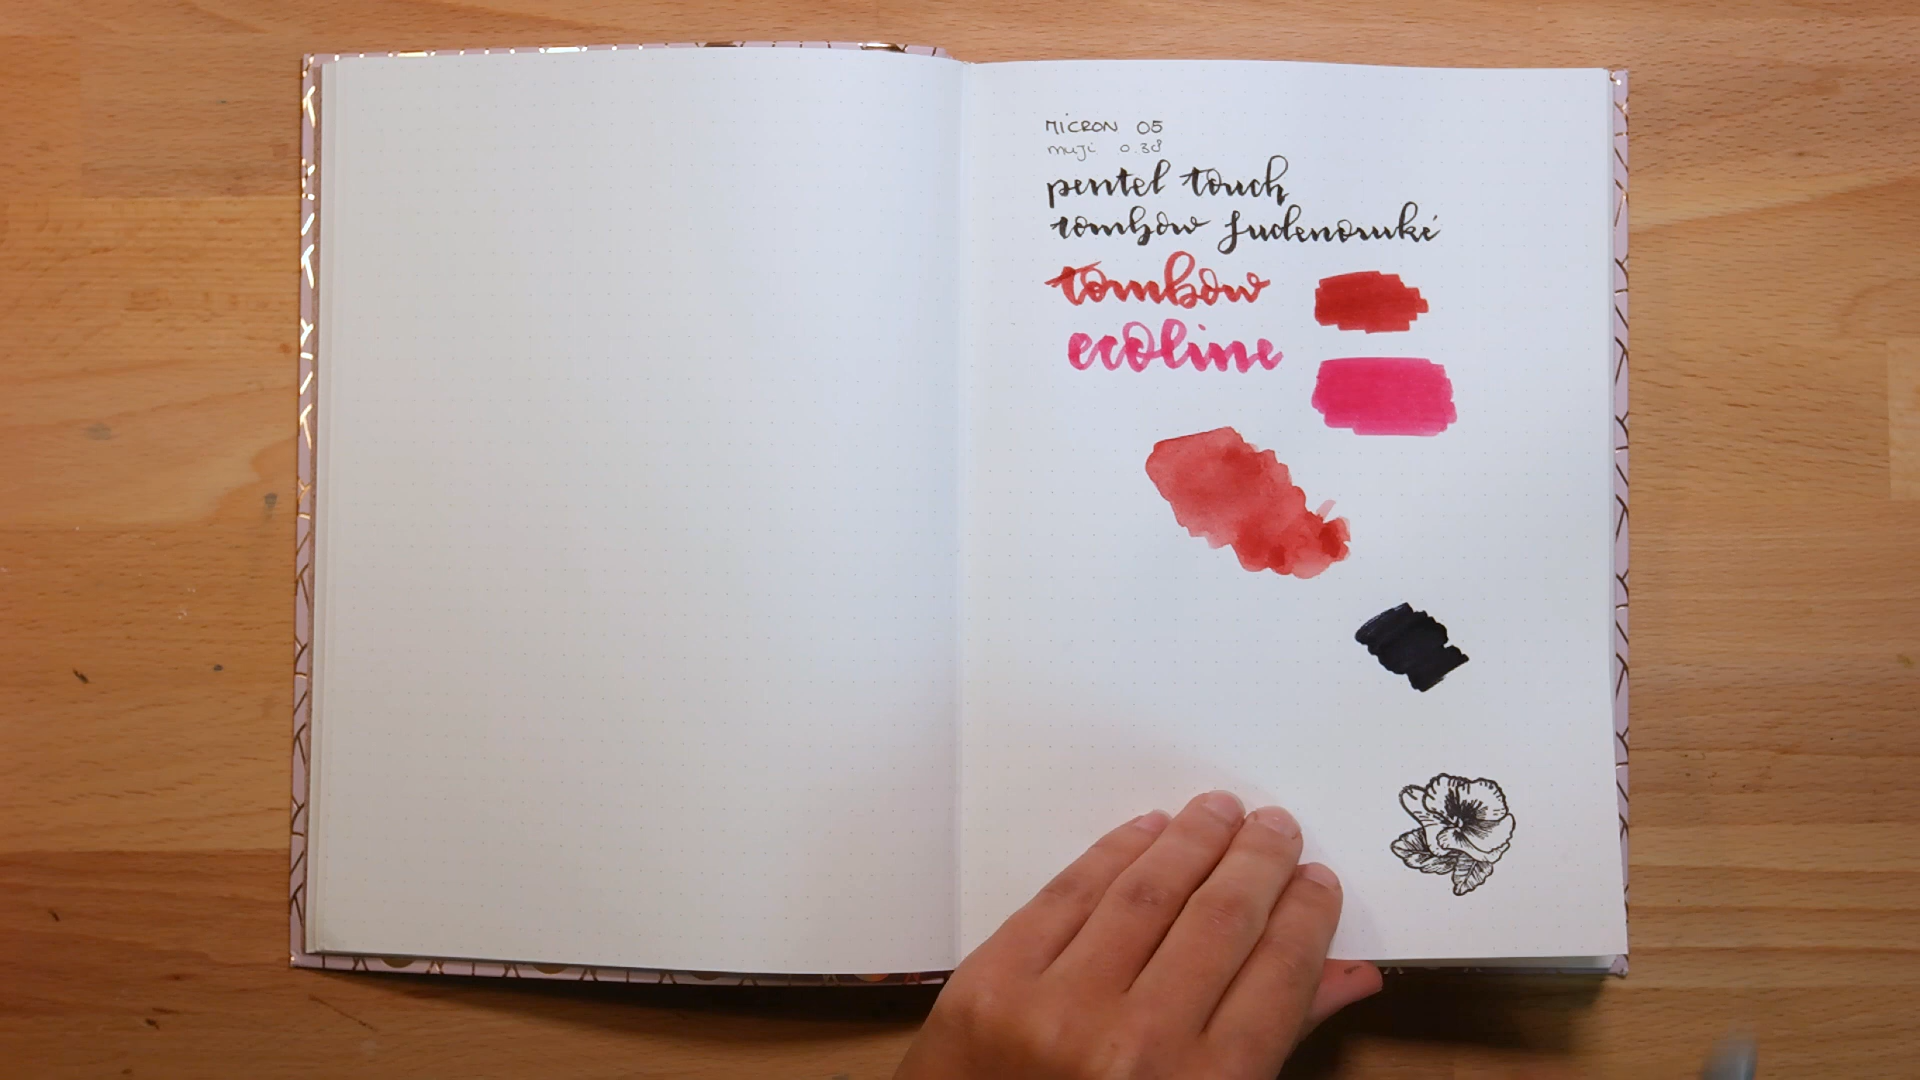 MICRON 05
muji 0.38
pentel touch
tombow fudenosuke
tombow
ecoline